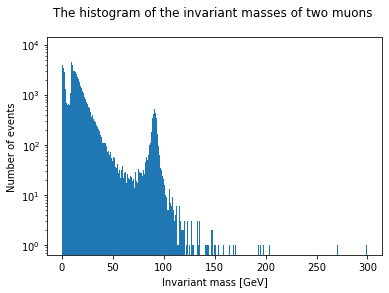 The histogram of the invariant masses of two muons
10⁴
10³
10²
10¹
10⁰
Number of events
0 50 100 150 200 250 300
Invariant mass [GeV]